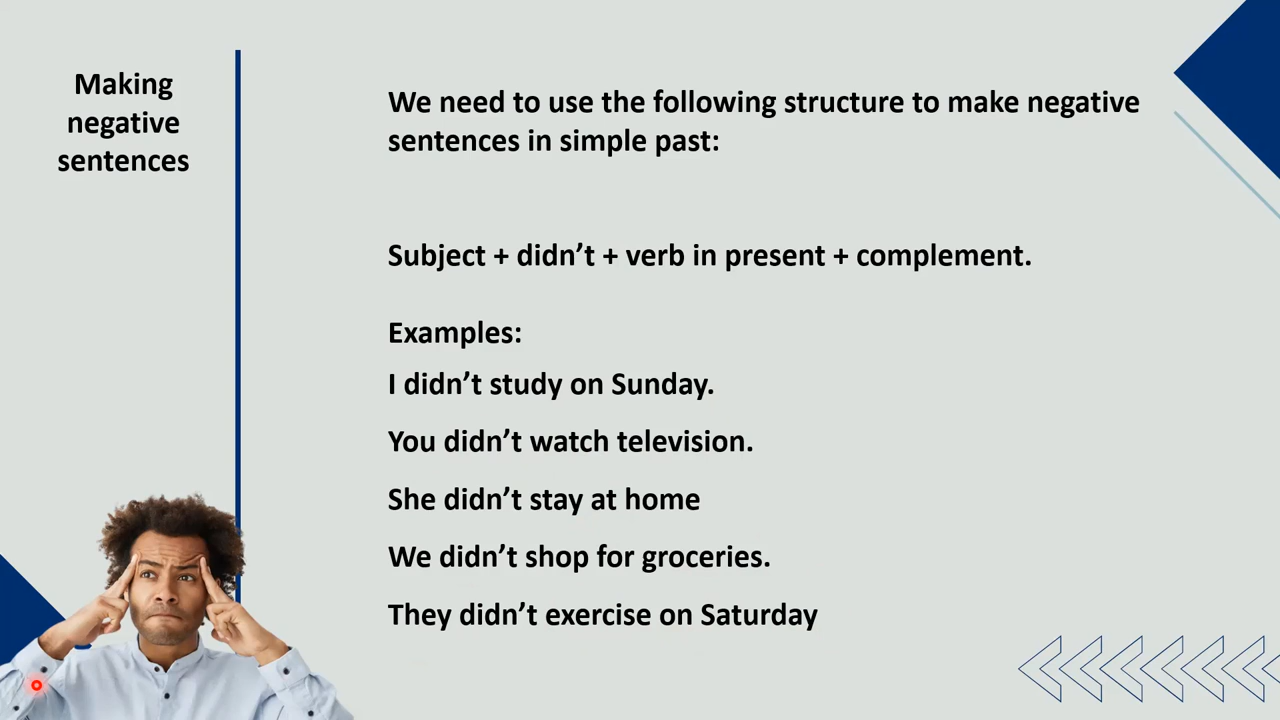 Making
negative
sentences
We need to use the following structure to make negative
sentences in simple past:
Subject + didn’t + verb in present + complement.
Examples:
I didn’t study on Sunday.
You didn’t watch television.
She didn’t stay at home
We didn’t shop for groceries.
They didn’t exercise on Saturday